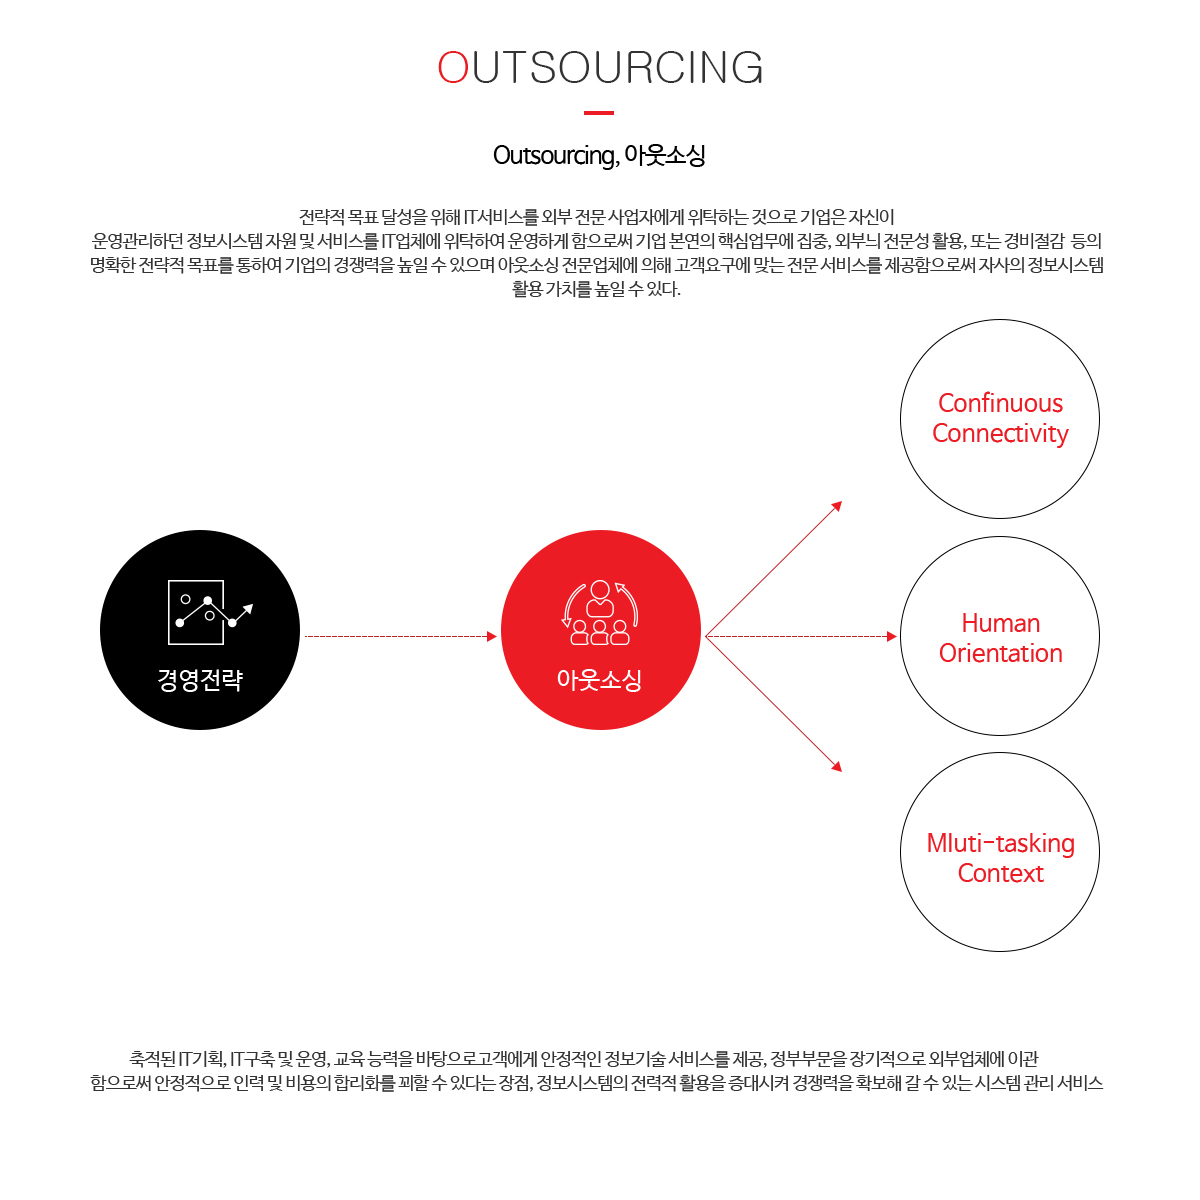 OUTSOURCING
Outsourcing, 아웃소싱
전략적 목표 달성을 위해 IT서비스를 외부 전문 사업자에게 위탁하는 것으로 기업은 자신이
운영관리하던 정보시스템 자원 및 서비스를 IT업체에 위탁하여 운영하게 함으로써 기업 본연의 핵심업무에 집중, 외부늬 전문성 활용, 또는 경비절감 등의
명확한 전략적 목표를 통하여 기업의 경쟁력을 높일 수 있으며 아웃소싱 전문업체에 의해 고객요구에 맞는 전문 서비스를 제공함으로써 자사의 정보시스템
활용 가치를 높일 수 있다.
Confinuous
Connectivity
경영전략
아웃소싱
Human
Orientation
Mluti-tasking
Context
축적된 IT기획, IT구축 및 운영, 교육 능력을 바탕으로고객에게 안정적인 정보기술 서비스를 제공, 정부부문을 장기적으로 외부업체에 이관
함으로써 안정적으로 인력 및 비용의 합리화를 꾀할 수 있다는 장점, 정보시스템의 전력적 활용을 증대시켜 경쟁력을 확보해 갈 수 있는 시스템 관리 서비스